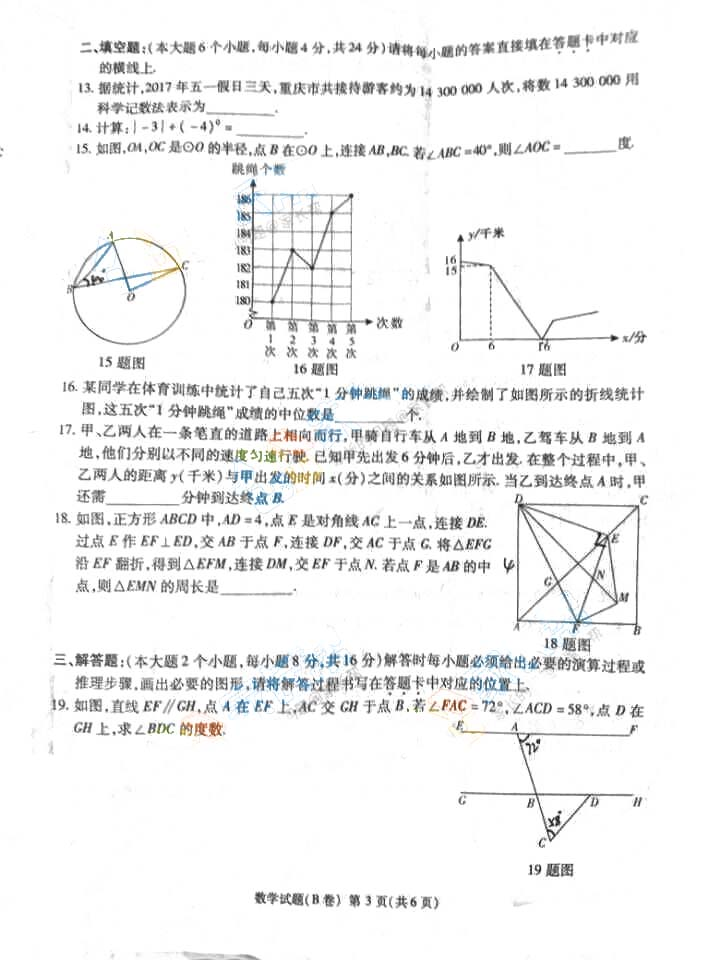 二、填空题:(本大题6个小题,每小题4分,共24分)请将每小题的答案直接填在答题卡中对应
的横线上.
13. 据统计,2017年五一假日三天,重庆市共接待游客约为14 300 000人次,将数14 300 000用
科学记数法表示为________.
14. 计算:|-3|+(-4)⁰=________.
15. 如图,OA,OC是⊙O的半径,点B在⊙O上,连接AB,BC.若∠ABC=40°,则∠AOC=________度.
跳绳个数
186
185
184
183
182
181
180
O
第1次 第2次 第3次 第4次 第5次 次数
A
B
C
O
40°
y/千米
16
15
O 6 16 x/分
15题图
16题图
17题图
16. 某同学在体育训练中统计了自己五次“1分钟跳绳”的成绩,并绘制了如图所示的折线统计
图,这五次“1分钟跳绳”成绩的中位数是________个.
17. 甲、乙两人在一条笔直的道路上相向而行,甲骑自行车从A地到B地,乙驾车从B地到A
地,他们分别以不同的速度匀速行驶.已知甲先出发6分钟后,乙才出发.在整个过程中,甲、
乙两人的距离y(千米)与甲出发的时间x(分)之间的关系如图所示.当乙到达终点A时,甲
还需________分钟到达终点B.
18. 如图,正方形ABCD中,AD=4,点E是对角线AC上一点,连接DE.
过点E作EF⊥ED,交AB于点F,连接DF,交AC于点G.将△EFG
沿EF翻折,得到△EFM,连接DM,交EF于点N.若点F是AB的中
点,则△EMN的周长是________.
D C
E
4
G N
M
A F B
18题图
三、解答题:(本大题2个小题,每小题8分,共16分)解答时每小题必须给出必要的演算过程或
推理步骤,画出必要的图形,请将解答过程书写在答题卡中对应的位置上.
19. 如图,直线EF∥GH,点A在EF上,AC交GH于点B.若∠FAC=72°,∠ACD=58°,点D在
GH上,求∠BDC的度数.
E A F
72°
G B D H
58°
C
19题图
数学试题(B卷) 第3页(共6页)